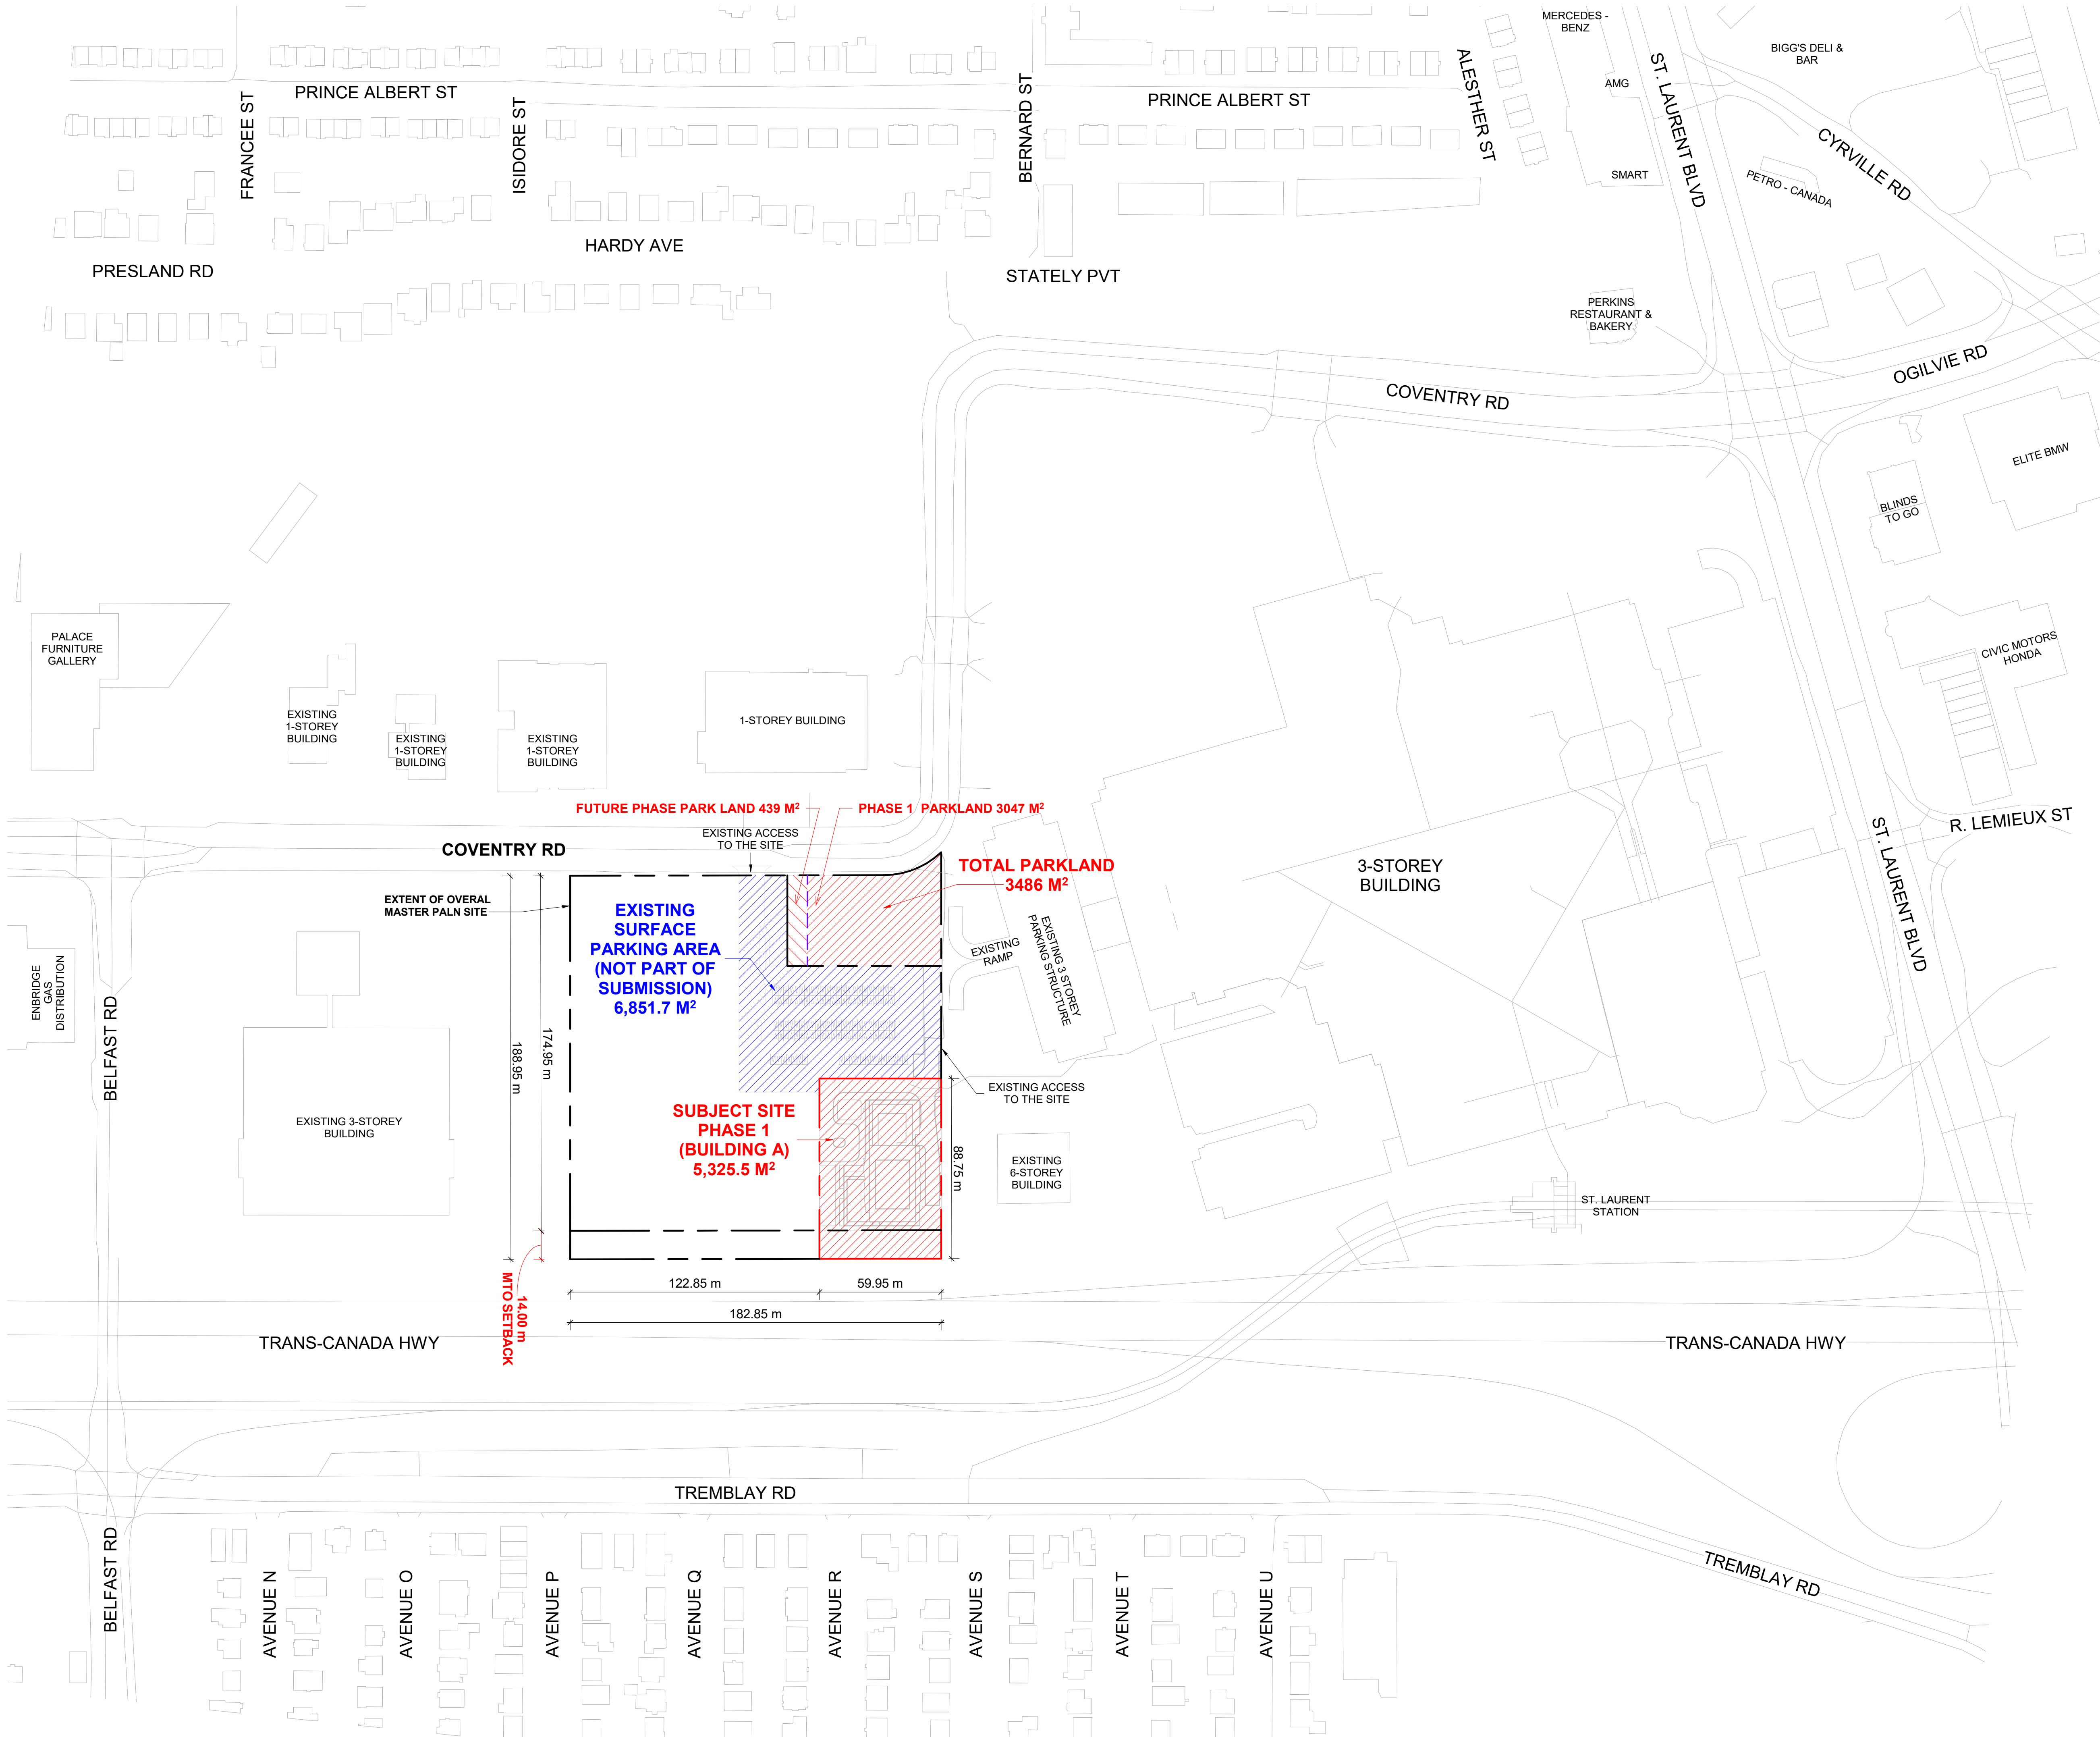 MERCEDES -
BENZ
BIGG'S DELI &
BAR
ST. LAURENT BLVD
ALESTHER ST
AMG
PRINCE ALBERT ST
PRINCE ALBERT ST
FRANCEE ST
ISIDORE ST
BERNARD ST
CYRVILLE RD
SMART
PETRO - CANADA
HARDY AVE
PRESLAND RD
STATELY PVT
PERKINS
RESTAURANT &
BAKERY
OGILVIE RD
COVENTRY RD
ELITE BMW
BLINDS
TO GO
PALACE
FURNITURE
GALLERY
CIVIC MOTORS
HONDA
EXISTING
1-STOREY
BUILDING
EXISTING
1-STOREY
BUILDING
EXISTING
1-STOREY
BUILDING
1-STOREY BUILDING
FUTURE PHASE PARK LAND 439 M²
PHASE 1 PARKLAND 3047 M²
R. LEMIEUX ST
EXISTING ACCESS
TO THE SITE
COVENTRY RD
TOTAL PARKLAND
3486 M²
3-STOREY
BUILDING
ST. LAURENT BLVD
EXTENT OF OVERAL
MASTER PALN SITE
EXISTING
SURFACE
PARKING AREA
(NOT PART OF
SUBMISSION)
6,851.7 M²
EXISTING
RAMP
EXISTING 3 STOREY
PARKING STRUCTURE
ENBRIDGE
GAS
DISTRIBUTION
BELFAST RD
188.95 m
174.95 m
EXISTING ACCESS
TO THE SITE
EXISTING 3-STOREY
BUILDING
SUBJECT SITE
PHASE 1
(BUILDING A)
5,325.5 M²
88.75 m
EXISTING
6-STOREY
BUILDING
ST. LAURENT
STATION
14.00 m
MTO SETBACK
122.85 m
59.95 m
182.85 m
TRANS-CANADA HWY
TRANS-CANADA HWY
TREMBLAY RD
BELFAST RD
AVENUE N
AVENUE O
AVENUE P
AVENUE Q
AVENUE R
AVENUE S
AVENUE T
AVENUE U
TREMBLAY RD